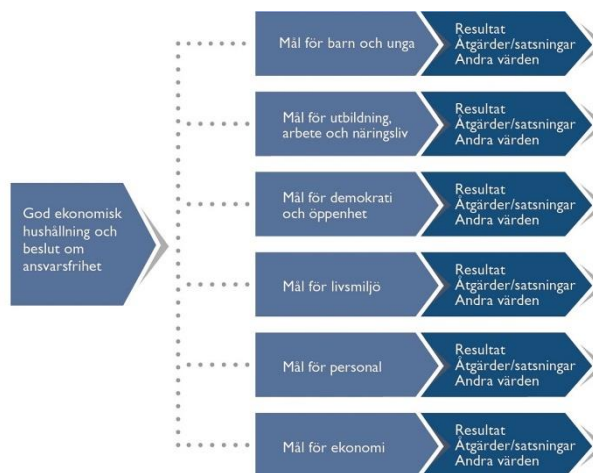 Mål för barn och unga
Resultat
Åtgärder/satsningar
Andra värden
Mål för utbildning,
arbete och näringsliv
Resultat
Åtgärder/satsningar
Andra värden
God ekonomisk
hushållning och
beslut om
ansvarsfrihet
Mål för demokrati
och öppenhet
Resultat
Åtgärder/satsningar
Andra värden
Mål för livsmiljö
Resultat
Åtgärder/satsningar
Andra värden
Mål för personal
Resultat
Åtgärder/satsningar
Andra värden
Mål för ekonomi
Resultat
Åtgärder/satsningar
Andra värden